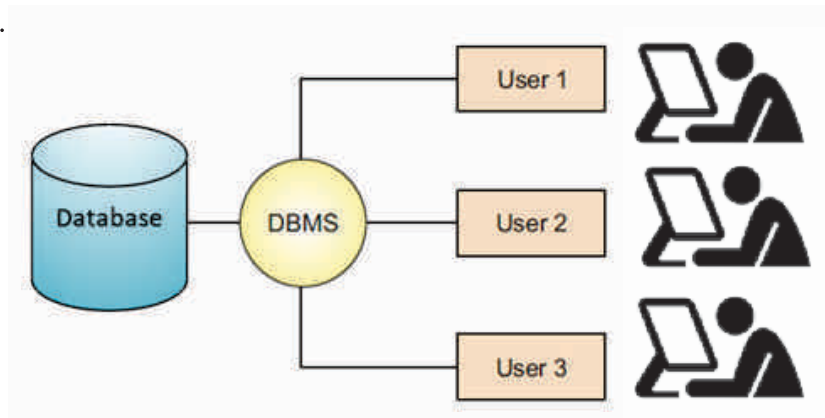 User 1
Database
DBMS
User 2
User 3